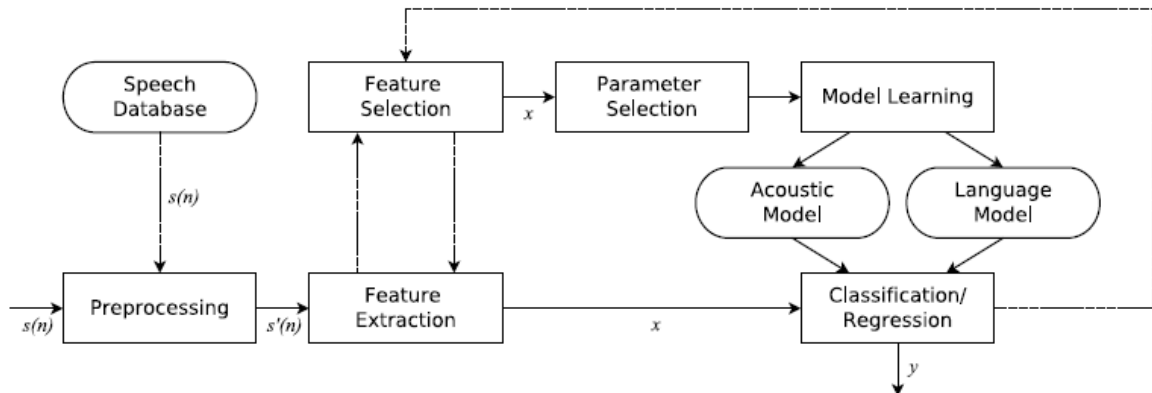 Speech
Database
Feature
Selection
x
Parameter
Selection
Model Learning
s(n)
Acoustic
Model
Language
Model
s(n)
Preprocessing
s'(n)
Feature
Extraction
x
Classification/
Regression
y